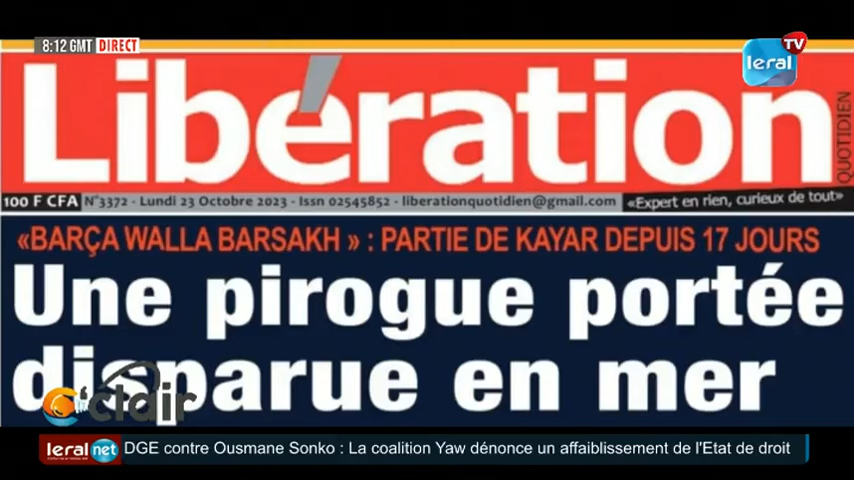 8:12 GMT DIRECT
leral TV
Libération
QUOTIDIEN
100 F CFA N°3372 - Lundi 23 Octobre 2023 - Issn 02545852 - liberationquotidien@gmail.com «Expert en rien, curieux de tout»
«BARÇA WALLA BARSAKH » : PARTIE DE KAYAR DEPUIS 17 JOURS
Une pirogue portée
disparue en mer
C'clair
leral net DGE contre Ousmane Sonko : La coalition Yaw dénonce un affaiblissement de l'Etat de droit